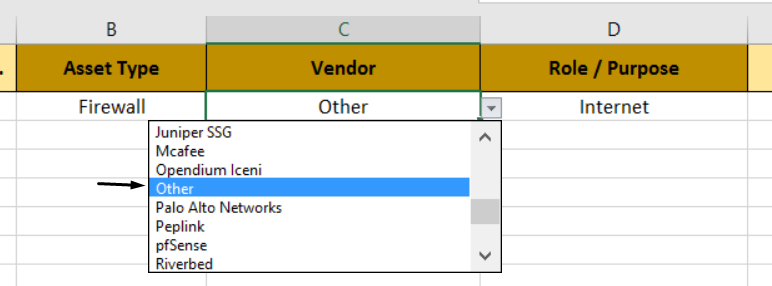 B C D
. Asset Type Vendor Role / Purpose
Firewall Other Internet
Juniper SSG
Mcafee
Opendium Iceni
Other
Palo Alto Networks
Peplink
pfSense
Riverbed